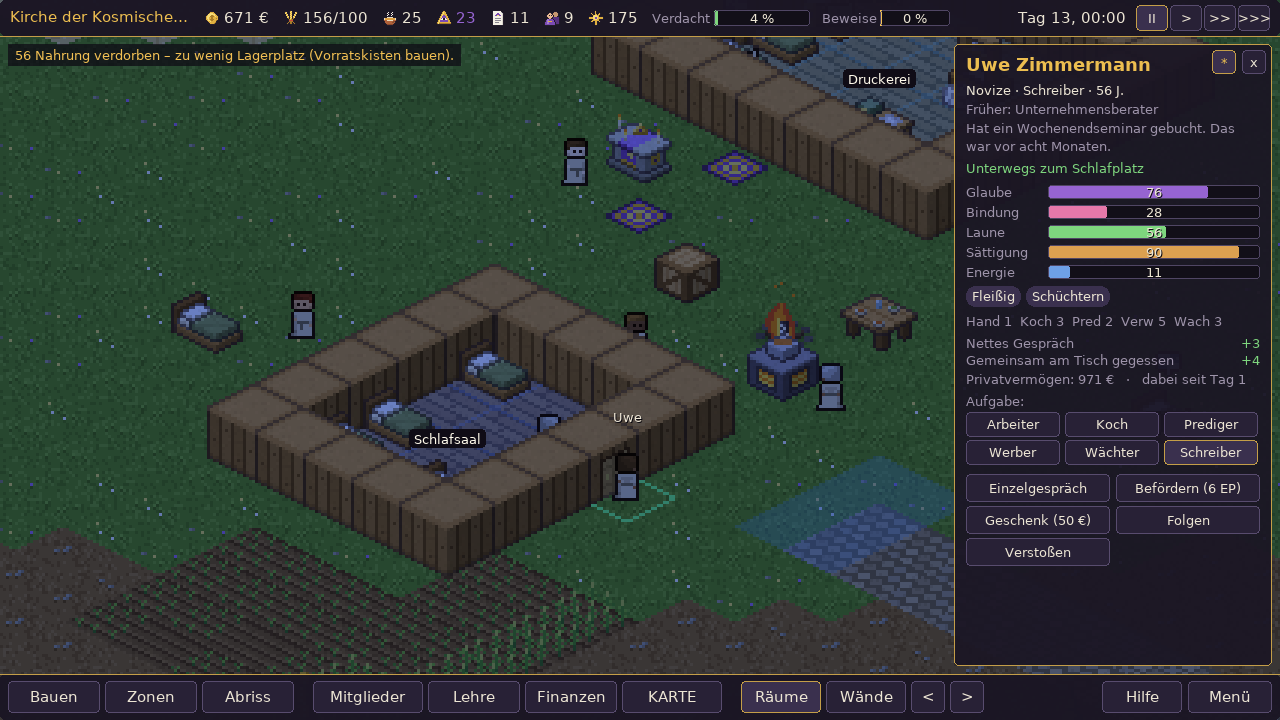 Kirche der Kosmische...
671 €
156/100
25
23
11
9
175
Verdacht
4 %
Beweise
0 %
Tag 13, 00:00
II
>
>>
>>>
56 Nahrung verdorben – zu wenig Lagerplatz (Vorratskisten bauen).
Druckerei
Schlafsaal
Uwe
Uwe Zimmermann
*
x
Novize · Schreiber · 56 J.
Früher: Unternehmensberater
Hat ein Wochenendseminar gebucht. Das
war vor acht Monaten.
Unterwegs zum Schlafplatz
Glaube 76
Bindung 28
Laune 56
Sättigung 90
Energie 11
Fleißig
Schüchtern
Hand 1 Koch 3 Pred 2 Verw 5 Wach 3
Nettes Gespräch +3
Gemeinsam am Tisch gegessen +4
Privatvermögen: 971 € · dabei seit Tag 1
Aufgabe:
Arbeiter
Koch
Prediger
Werber
Wächter
Schreiber
Einzelgespräch
Befördern (6 EP)
Geschenk (50 €)
Folgen
Verstoßen
Bauen
Zonen
Abriss
Mitglieder
Lehre
Finanzen
KARTE
Räume
Wände
<
>
Hilfe
Menü